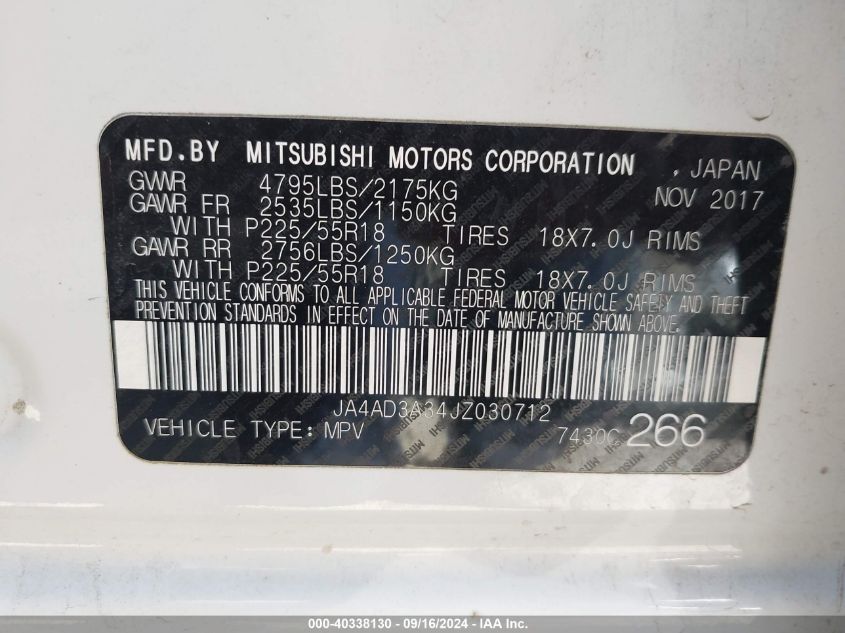 MFD.BY MITSUBISHI MOTORS CORPORATION , JAPAN
GVWR 4795LBS/2175KG NOV 2017
GAWR FR 2535LBS/1150KG
WITH P225/55R18 TIRES 18X7.0J RIMS
GAWR RR 2756LBS/1250KG
WITH P225/55R18 TIRES 18X7.0J RIMS
THIS VEHICLE CONFORMS TO ALL APPLICABLE FEDERAL MOTOR VEHICLE SAFETY AND THEFT
PREVENTION STANDARDS IN EFFECT ON THE DATE OF MANUFACTURE SHOWN ABOVE.
JA4AD3A34JZ030712
VEHICLE TYPE: MPV 7430C 266
000-40338130 - 09/16/2024 - IAA Inc.